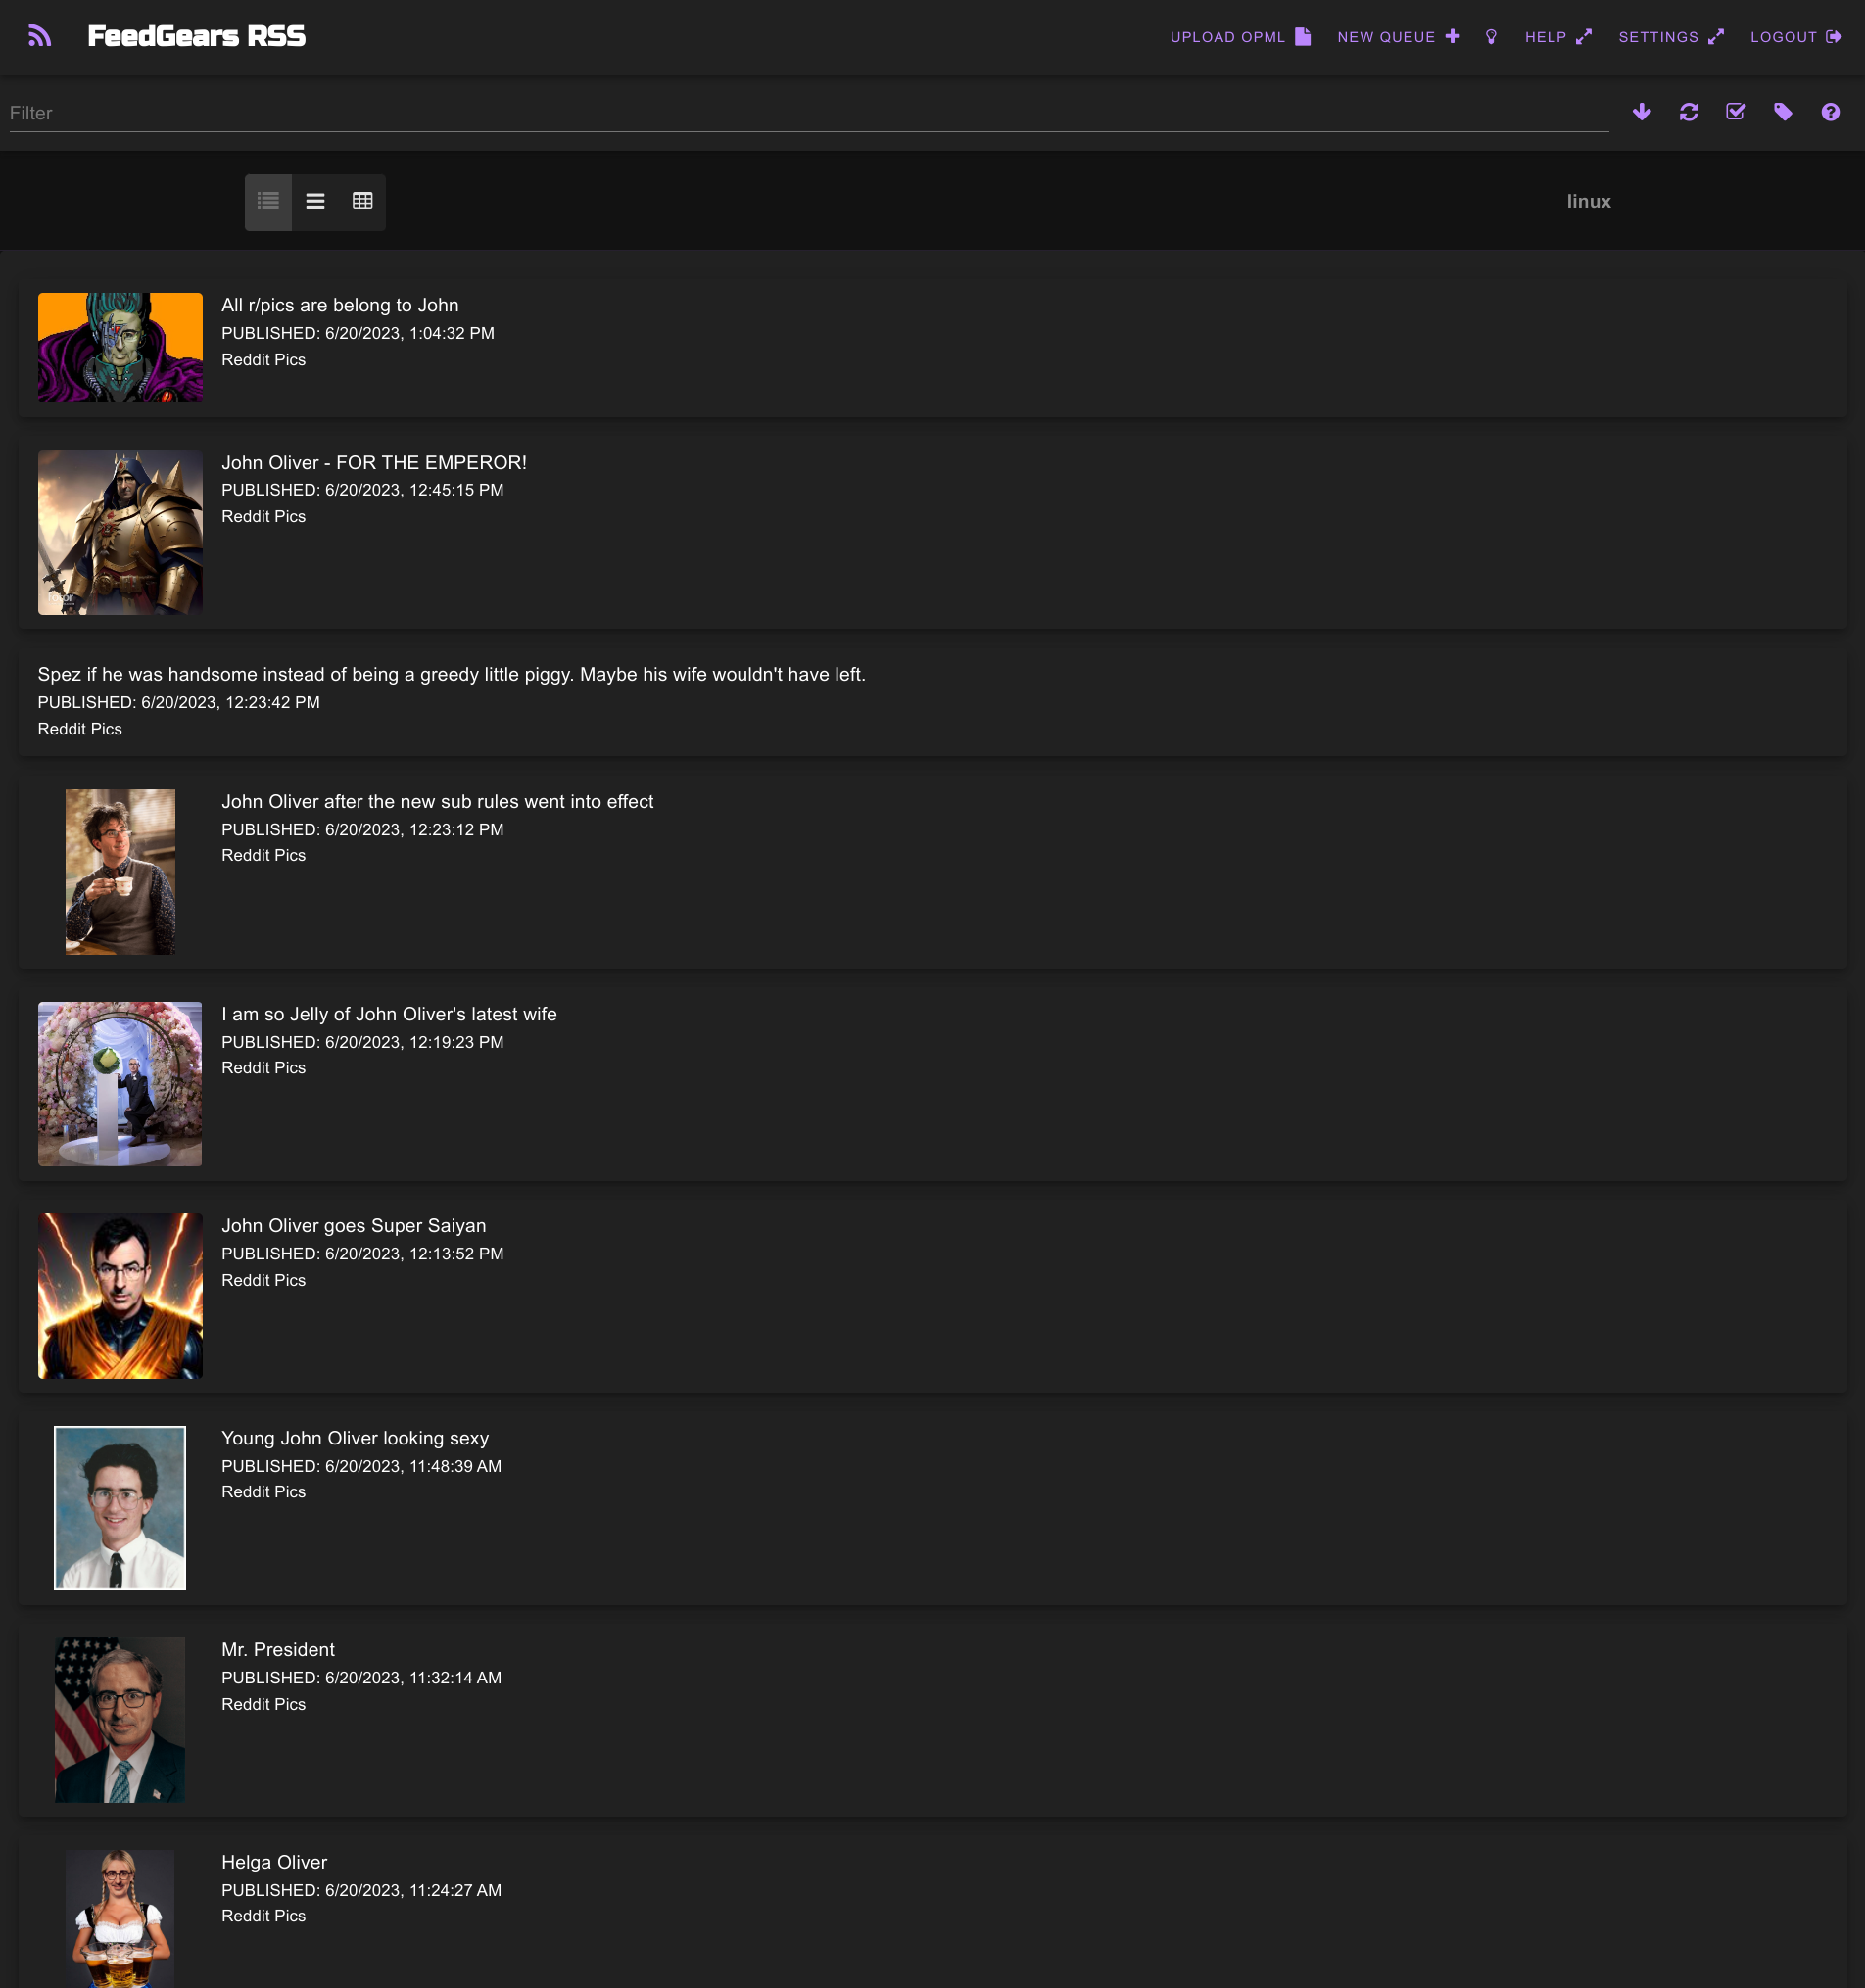 FeedGears RSS
UPLOAD OPML NEW QUEUE HELP SETTINGS LOGOUT
Filter
linux
All r/pics are belong to John
PUBLISHED: 6/20/2023, 1:04:32 PM
Reddit Pics
John Oliver - FOR THE EMPEROR!
PUBLISHED: 6/20/2023, 12:45:15 PM
Reddit Pics
Spez if he was handsome instead of being a greedy little piggy. Maybe his wife wouldn't have left.
PUBLISHED: 6/20/2023, 12:23:42 PM
Reddit Pics
John Oliver after the new sub rules went into effect
PUBLISHED: 6/20/2023, 12:23:12 PM
Reddit Pics
I am so Jelly of John Oliver's latest wife
PUBLISHED: 6/20/2023, 12:19:23 PM
Reddit Pics
John Oliver goes Super Saiyan
PUBLISHED: 6/20/2023, 12:13:52 PM
Reddit Pics
Young John Oliver looking sexy
PUBLISHED: 6/20/2023, 11:48:39 AM
Reddit Pics
Mr. President
PUBLISHED: 6/20/2023, 11:32:14 AM
Reddit Pics
Helga Oliver
PUBLISHED: 6/20/2023, 11:24:27 AM
Reddit Pics